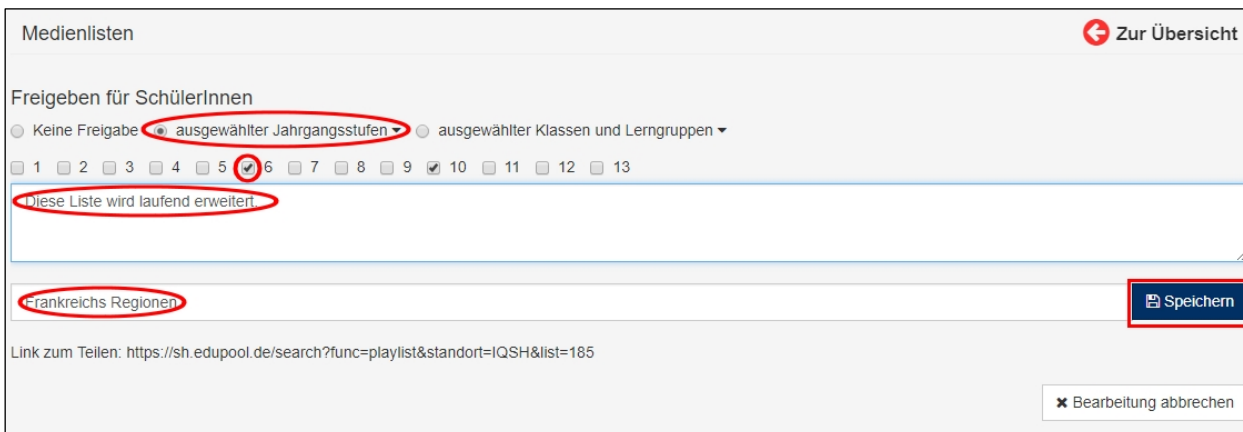 Medienlisten
Zur Übersicht
Freigeben für SchülerInnen
Keine Freigabe ausgewählter Jahrgangsstufen ausgewählter Klassen und Lerngruppen
1 2 3 4 5 6 7 8 9 10 11 12 13
Diese Liste wird laufend erweitert.
Frankreichs Regionen
Speichern
Link zum Teilen: https://sh.edupool.de/search?func=playlist&standort=IQSH&list=185
Bearbeitung abbrechen